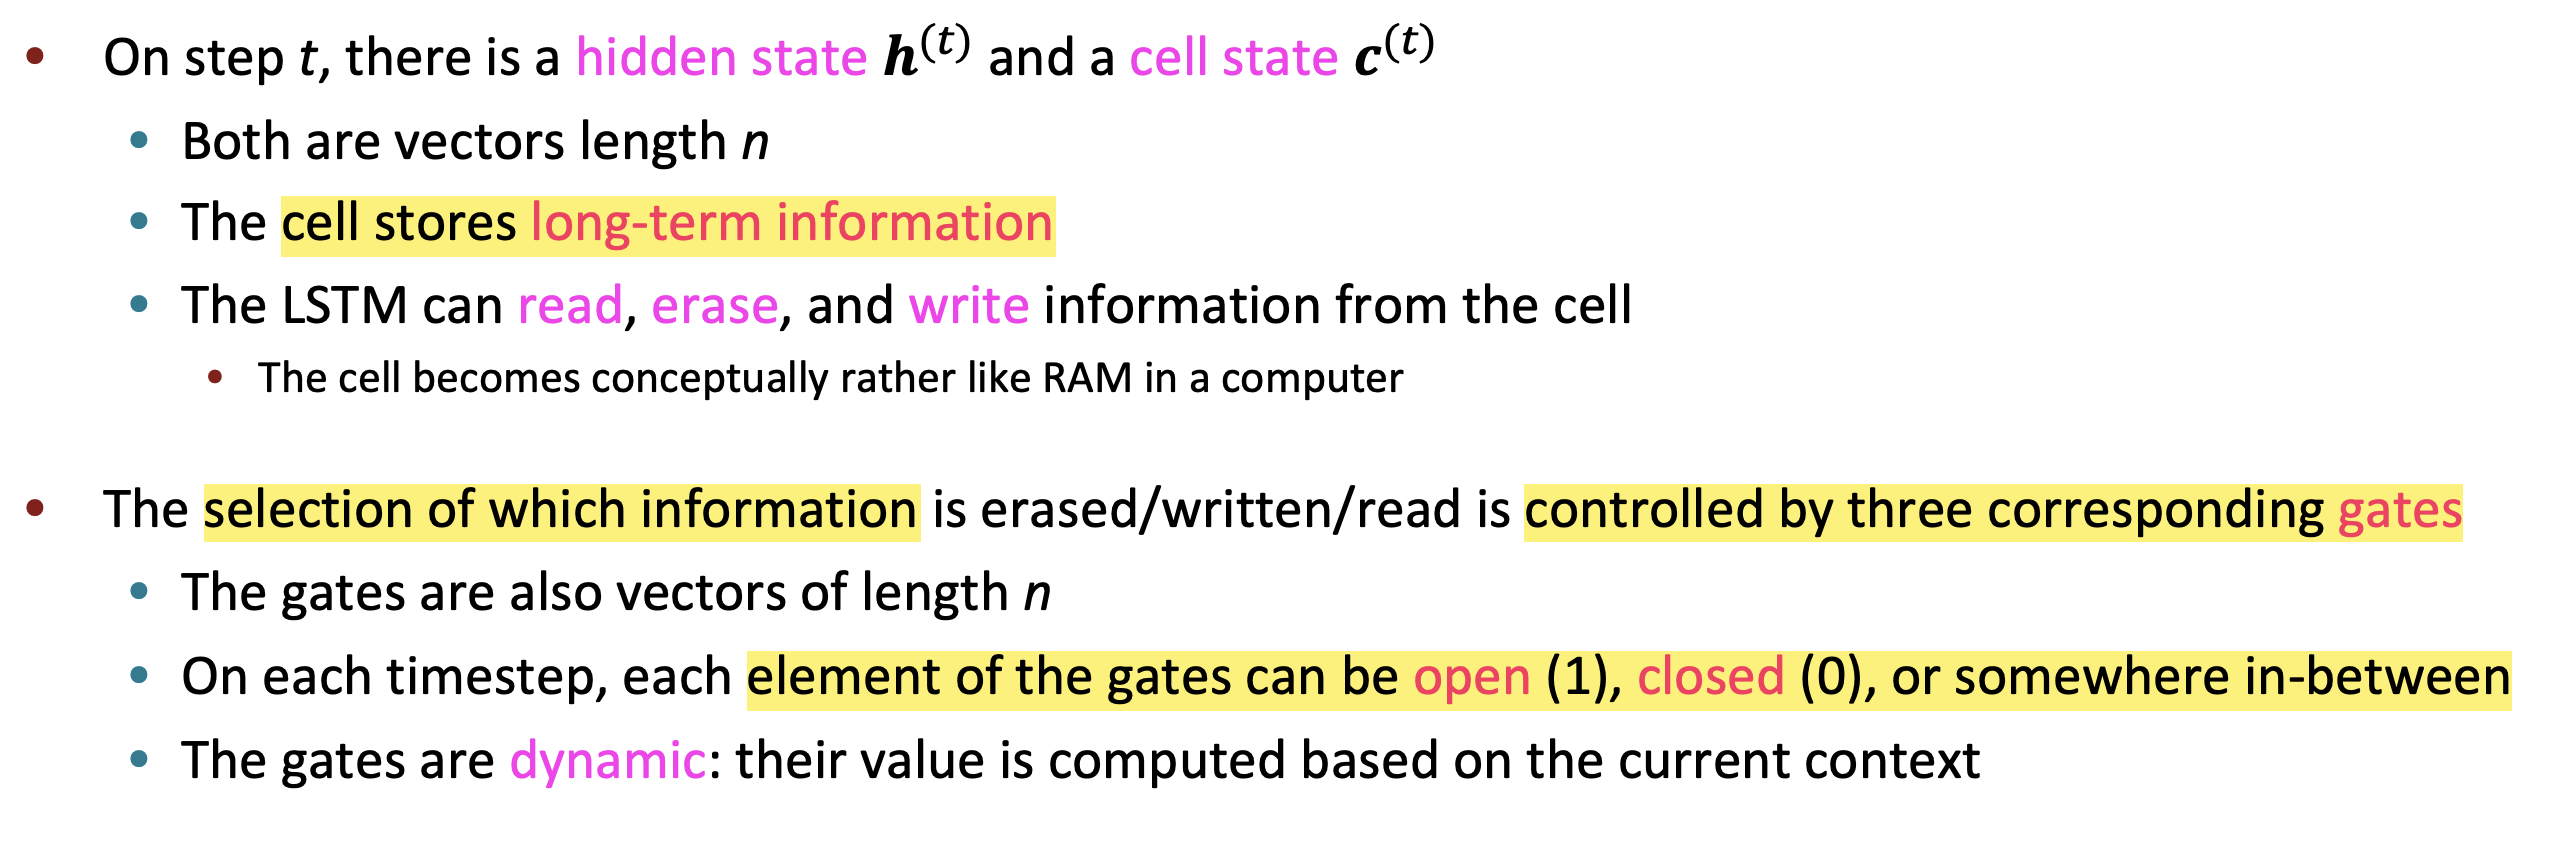 • On step t, there is a hidden state h^(t) and a cell state c^(t)
• Both are vectors length n
• The cell stores long-term information
• The LSTM can read, erase, and write information from the cell
• The cell becomes conceptually rather like RAM in a computer
• The selection of which information is erased/written/read is controlled by three corresponding gates
• The gates are also vectors of length n
• On each timestep, each element of the gates can be open (1), closed (0), or somewhere in-between
• The gates are dynamic: their value is computed based on the current context